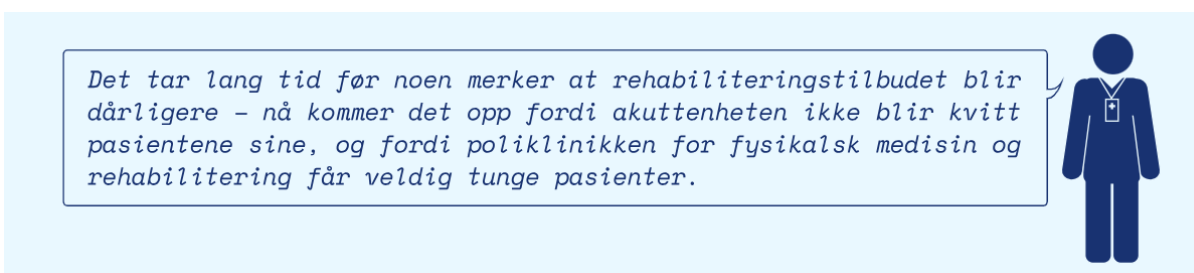 Det tar lang tid før noen merker at rehabiliteringstilbudet blir
dårligere – nå kommer det opp fordi akuttenheten ikke blir kvitt
pasientene sine, og fordi poliklinikken for fysikalsk medisin og
rehabilitering får veldig tunge pasienter.